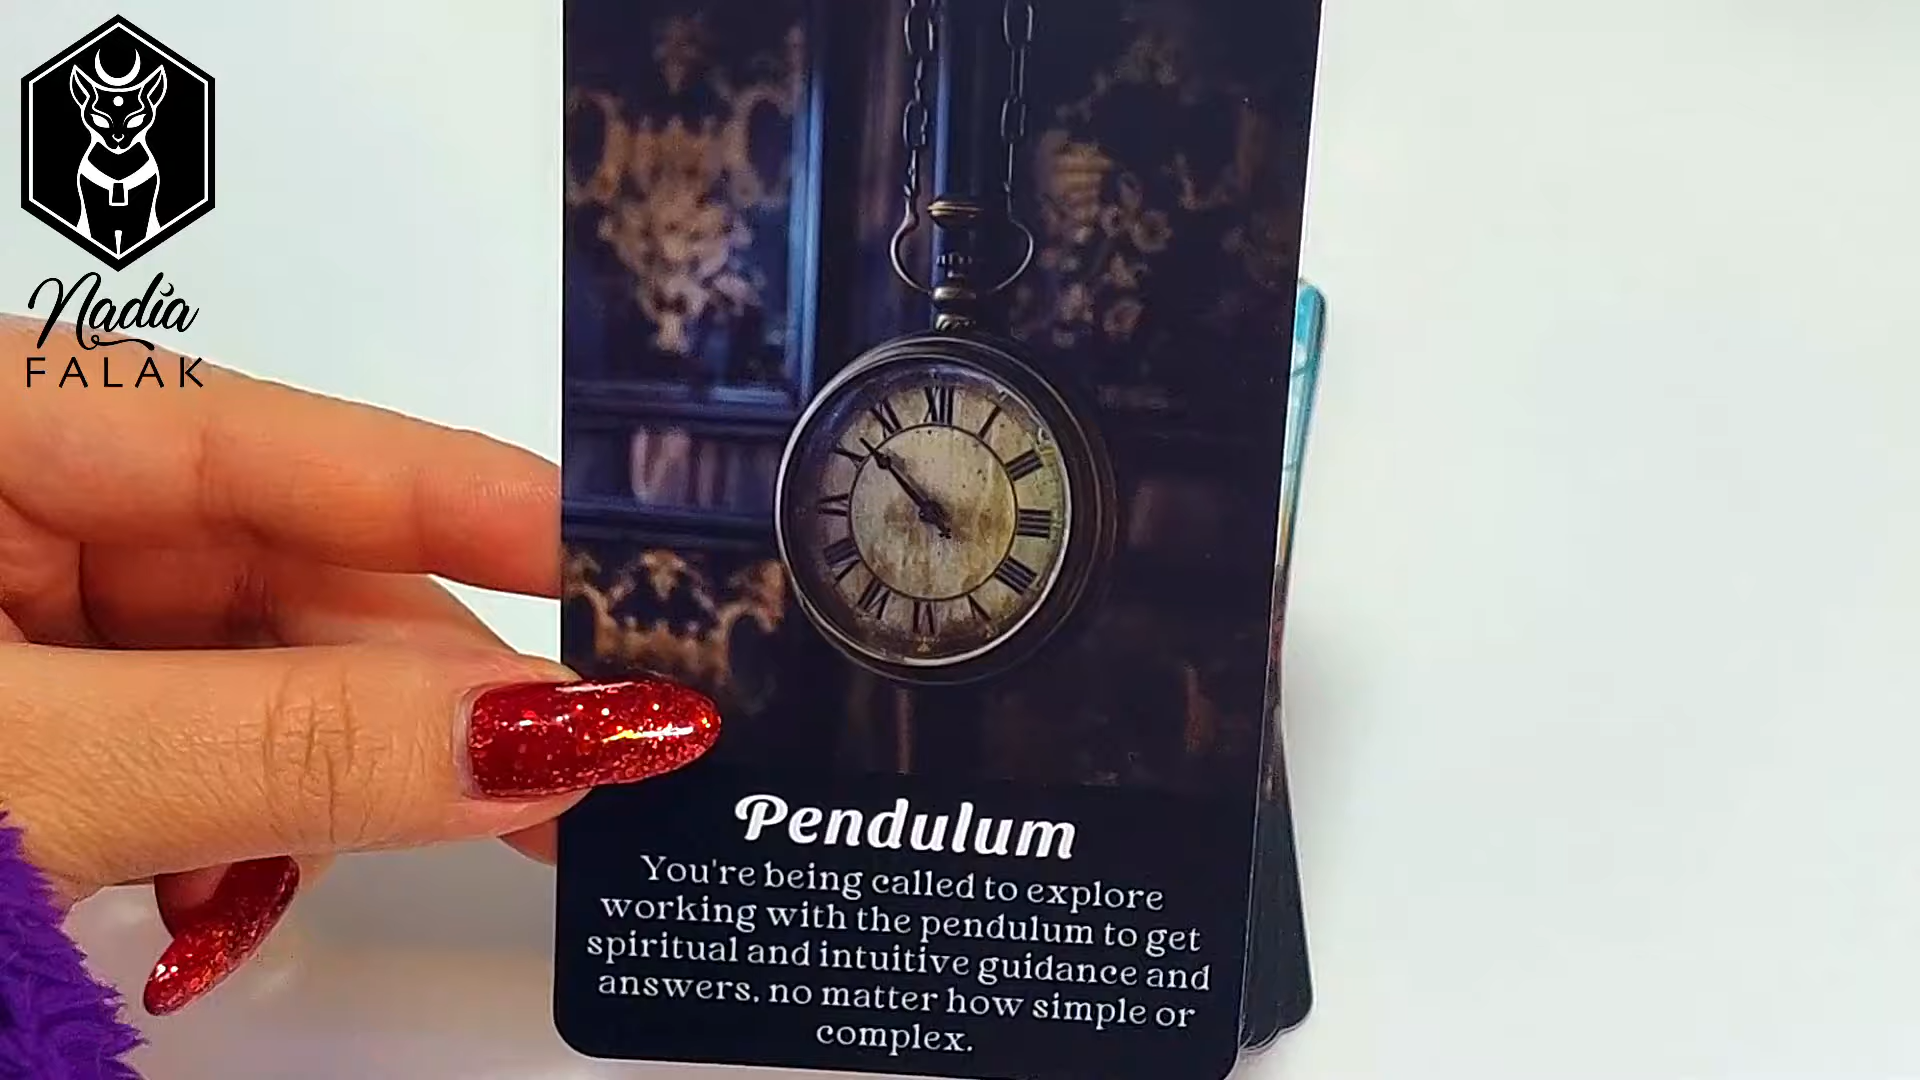 Nadia
FALAK
XII
Pendulum
You're being called to explore
working with the pendulum to get
spiritual and intuitive guidance and
answers. no matter how simple or
complex.